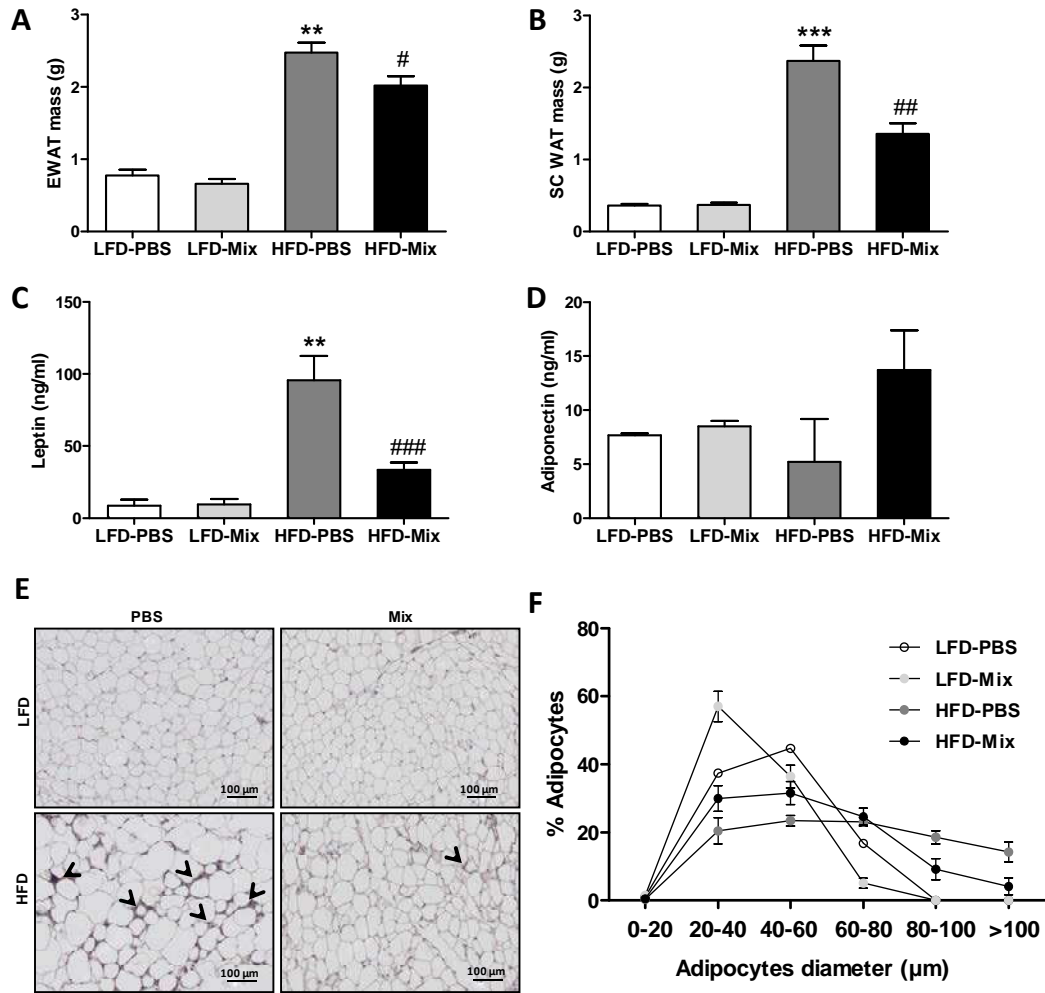 A
EWAT mass (g)
3
2
1
0
**
#
LFD-PBS LFD-Mix HFD-PBS HFD-Mix
B
SC WAT mass (g)
3
2
1
0
***
##
LFD-PBS LFD-Mix HFD-PBS HFD-Mix
C
Leptin (ng/ml)
150
100
50
0
**
###
LFD-PBS LFD-Mix HFD-PBS HFD-Mix
D
Adiponectin (ng/ml)
20
15
10
5
0
LFD-PBS LFD-Mix HFD-PBS HFD-Mix
E
PBS Mix
LFD
100 µm 100 µm
HFD
100 µm 100 µm
F
% Adipocytes
80
60
40
20
0
LFD-PBS
LFD-Mix
HFD-PBS
HFD-Mix
0-20 20-40 40-60 60-80 80-100 >100
Adipocytes diameter (µm)